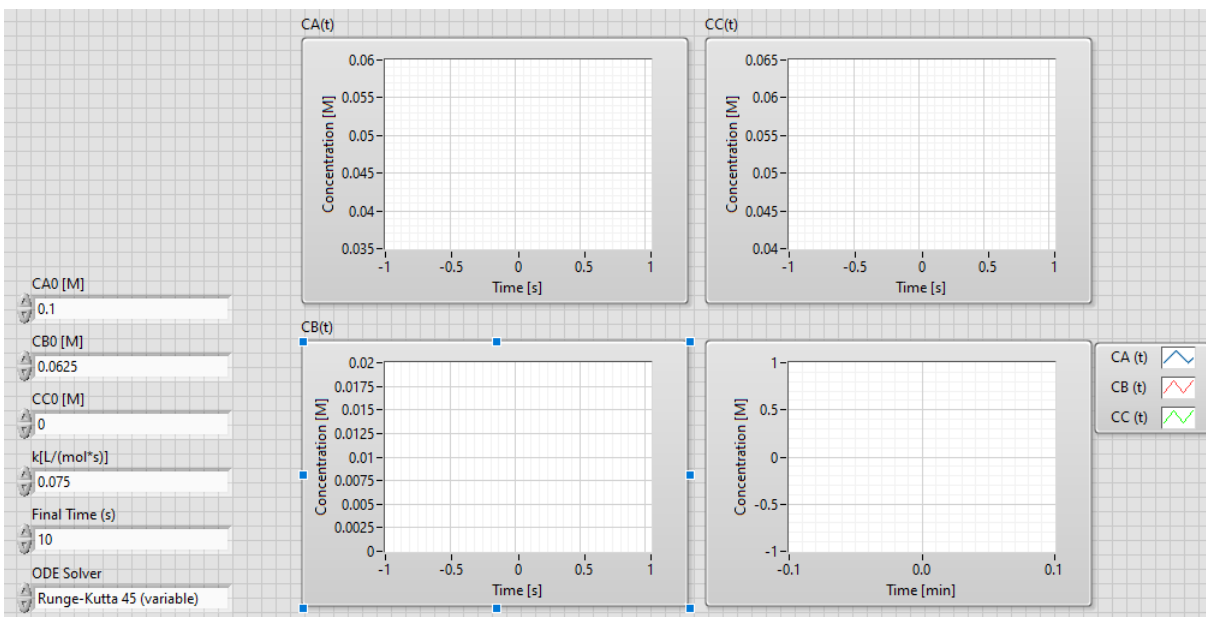 CA(t)
0.06
0.055
0.05
0.045
0.04
0.035
Concentration [M]
-1 -0.5 0 0.5 1
Time [s]
CC(t)
0.065
0.06
0.055
0.05
0.045
0.04
Concentration [M]
-1 -0.5 0 0.5 1
Time [s]
CA0 [M]
0.1
CB0 [M]
0.0625
CC0 [M]
0
k[L/(mol*s)]
0.075
Final Time (s)
10
ODE Solver
Runge-Kutta 45 (variable)
CB(t)
0.02
0.0175
0.015
0.0125
0.01
0.0075
0.005
0.0025
0
Concentration [M]
-1 -0.5 0 0.5 1
Time [s]
1
0.5
0
-0.5
-1
Concentration [M]
-0.1 0.0 0.1
Time [min]
CA (t)
CB (t)
CC (t)